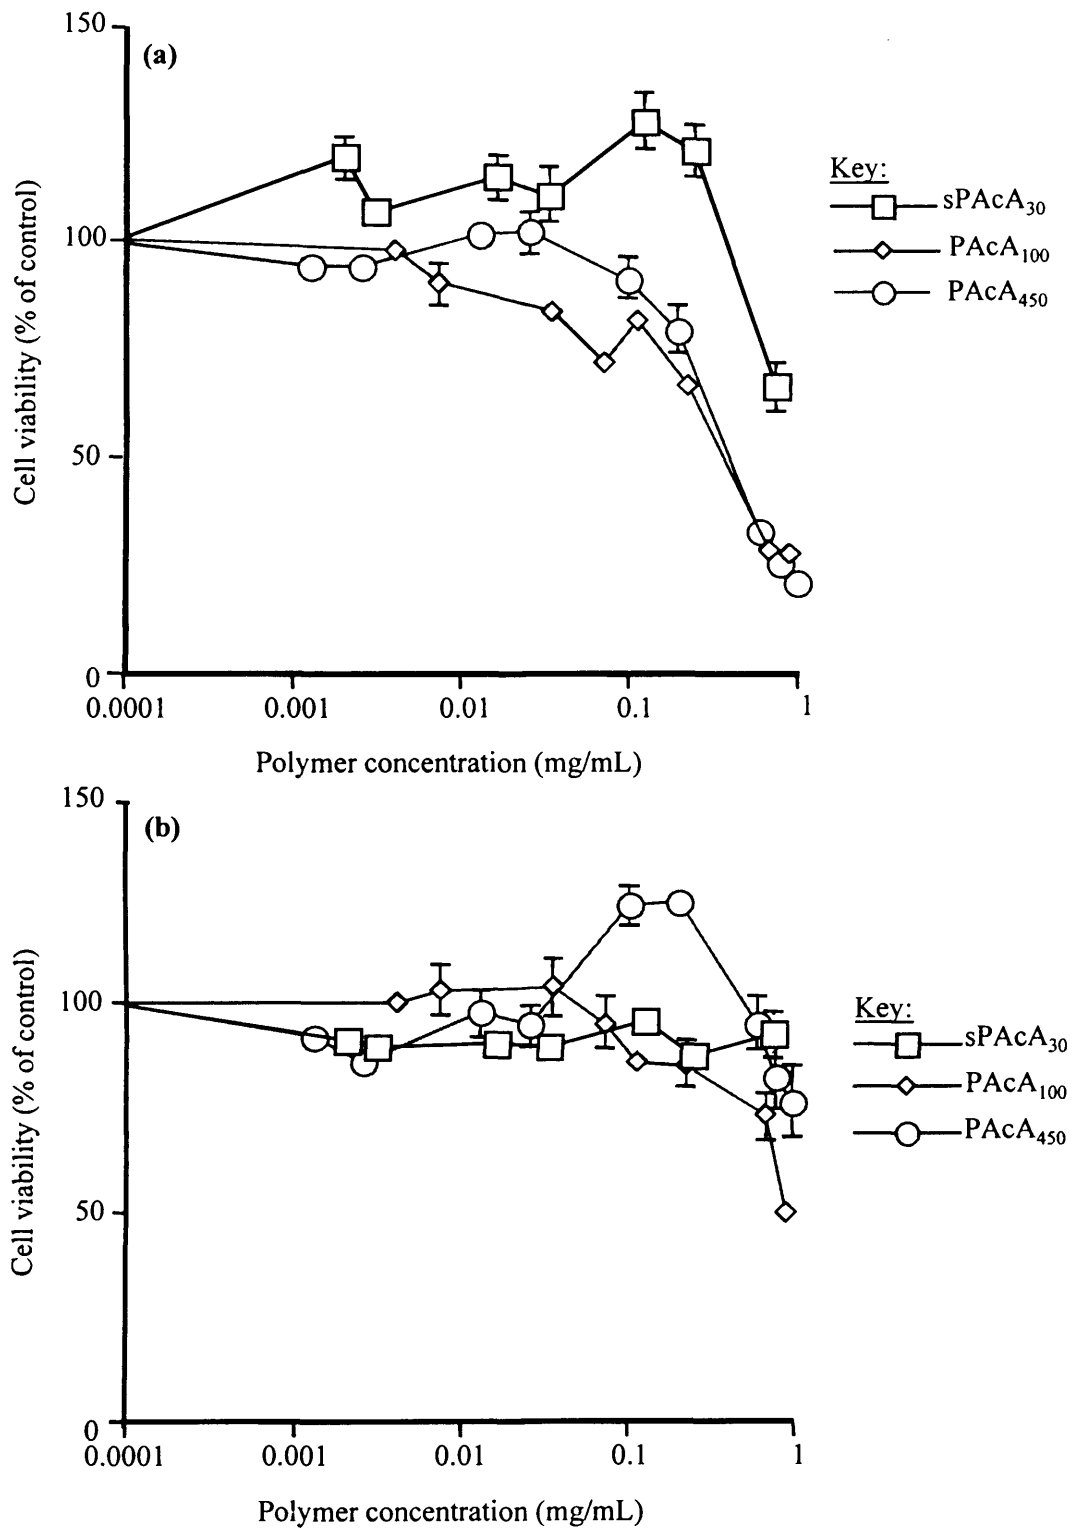 150
(a)
Key:
sPAcA30
100
PAcA100
PAcA450
Cell viability (% of control)
50
0
0.0001 0.001 0.01 0.1 1
Polymer concentration (mg/mL)
150
(b)
100
Key:
sPAcA30
PAcA100
PAcA450
Cell viability (% of control)
50
0
0.0001 0.001 0.01 0.1 1
Polymer concentration (mg/mL)